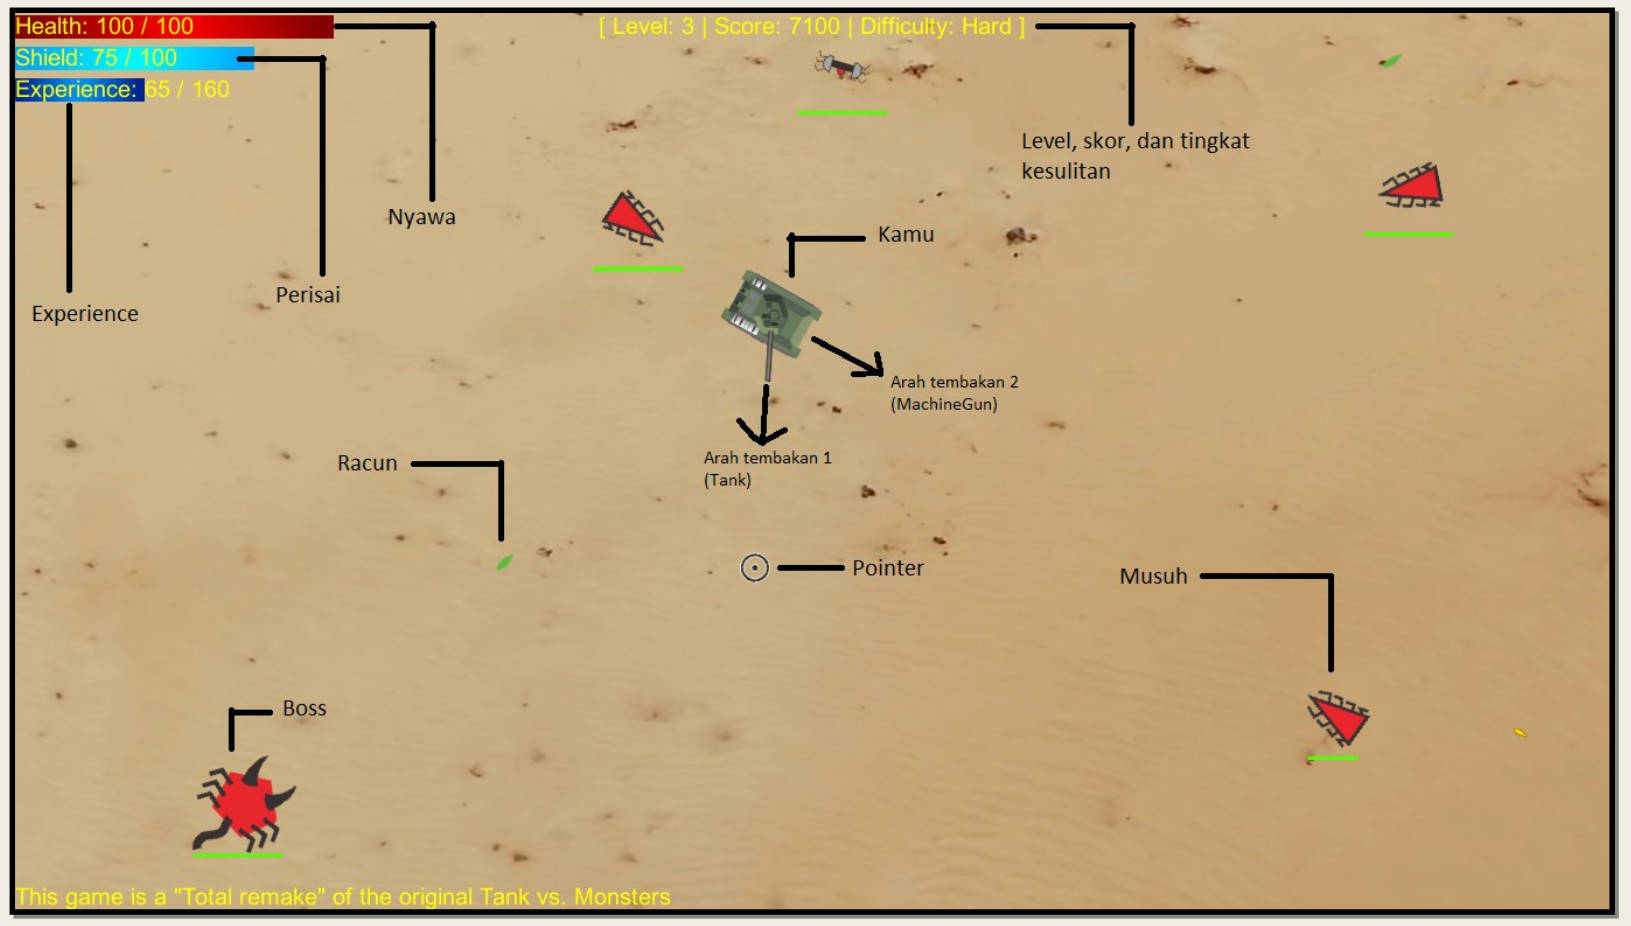 Health: 100 / 100
[ Level: 3 | Score: 7100 | Difficulty: Hard ]
Shield: 75 / 100
Experience: 65 / 160
Level, skor, dan tingkat
kesulitan
Nyawa
Kamu
Perisai
Experience
Arah tembakan 2
(MachineGun)
Arah tembakan 1
(Tank)
Racun
Pointer
Musuh
Boss
This game is a "Total remake" of the original Tank vs. Monsters